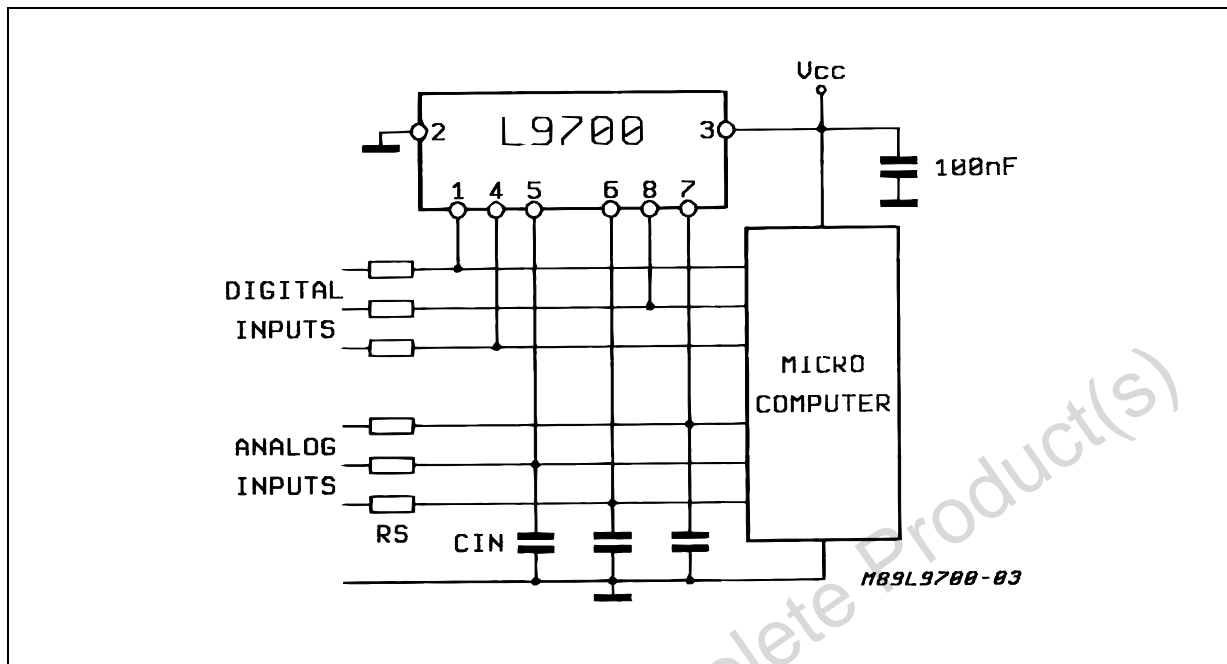 Vcc
2 L9700 3
100nF
1 4 5 6 8 7
DIGITAL
INPUTS
MICRO
COMPUTER
ANALOG
INPUTS
RS
CIN
M89L9700-03
lete Product(s)